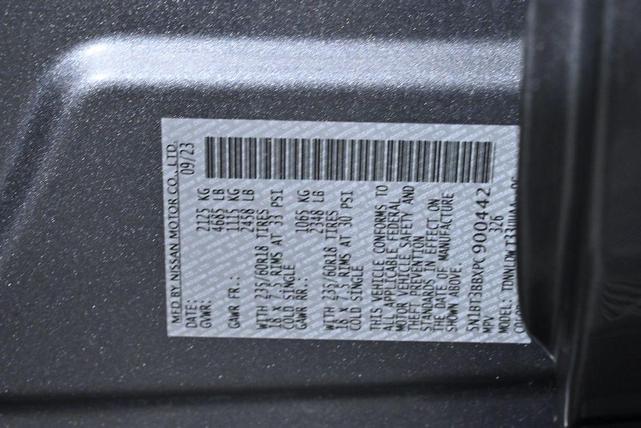 MFD BY NISSAN MOTOR CO., LTD.
DATE: 09/23
GVWR: 2125 KG
4685 LB
GAWR FR.: 1115 KG
2458 LB
WITH 235/60R18 TIRES
18 X 7.5 RIMS AT 33 PSI
COLD SINGLE
GAWR RR.: 1065 KG
2348 LB
WITH 235/60R18 TIRES
18 X 7.5 RIMS AT 30 PSI
COLD SINGLE
THIS VEHICLE CONFORMS TO
ALL APPLICABLE FEDERAL
MOTOR VEHICLE SAFETY AND
THEFT PREVENTION
STANDARDS IN EFFECT ON
THE DATE OF MANUFACTURE
SHOWN ABOVE.
900442
MPV 326
MODEL: